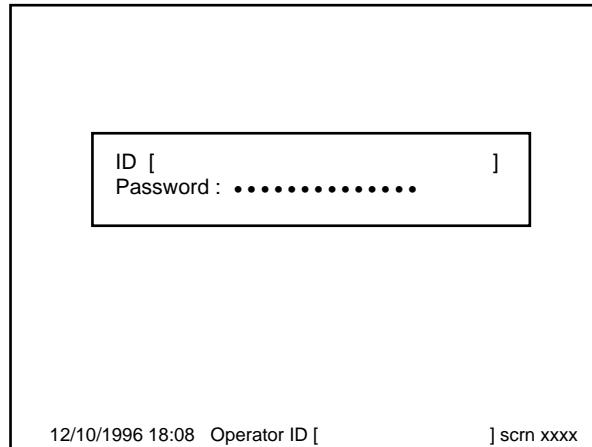 ID [ ]
Password : ••••••••••••••
12/10/1996 18:08 Operator ID [ ] scrn xxxx